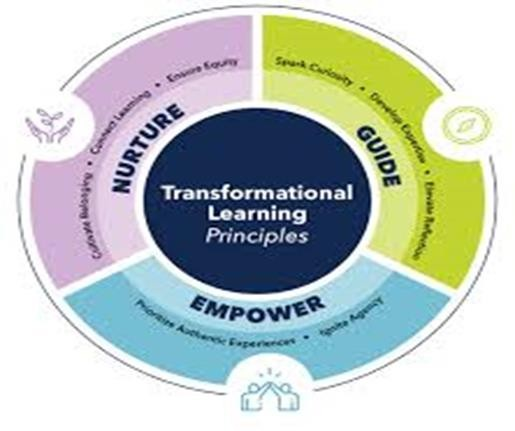 Transformational
Learning
Principles
NURTURE
Cultivate Belonging • Connect Learning • Ensure Equity
GUIDE
Spark Curiosity • Develop Expertise • Elevate Reflection
EMPOWER
Prioritize Authentic Experiences • Ignite Agency